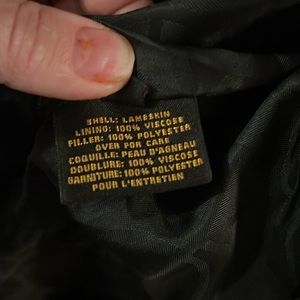 SHELL: LAMBSKIN
LINING: 100% VISCOSE
FILLER: 100% POLYESTER
OVER FOR CARE
COQUILLE: PEAU D'AGNEAU
DOUBLURE: 100% VISCOSE
GARNITURE: 100% POLYESTER
POUR L'ENTRETIEN